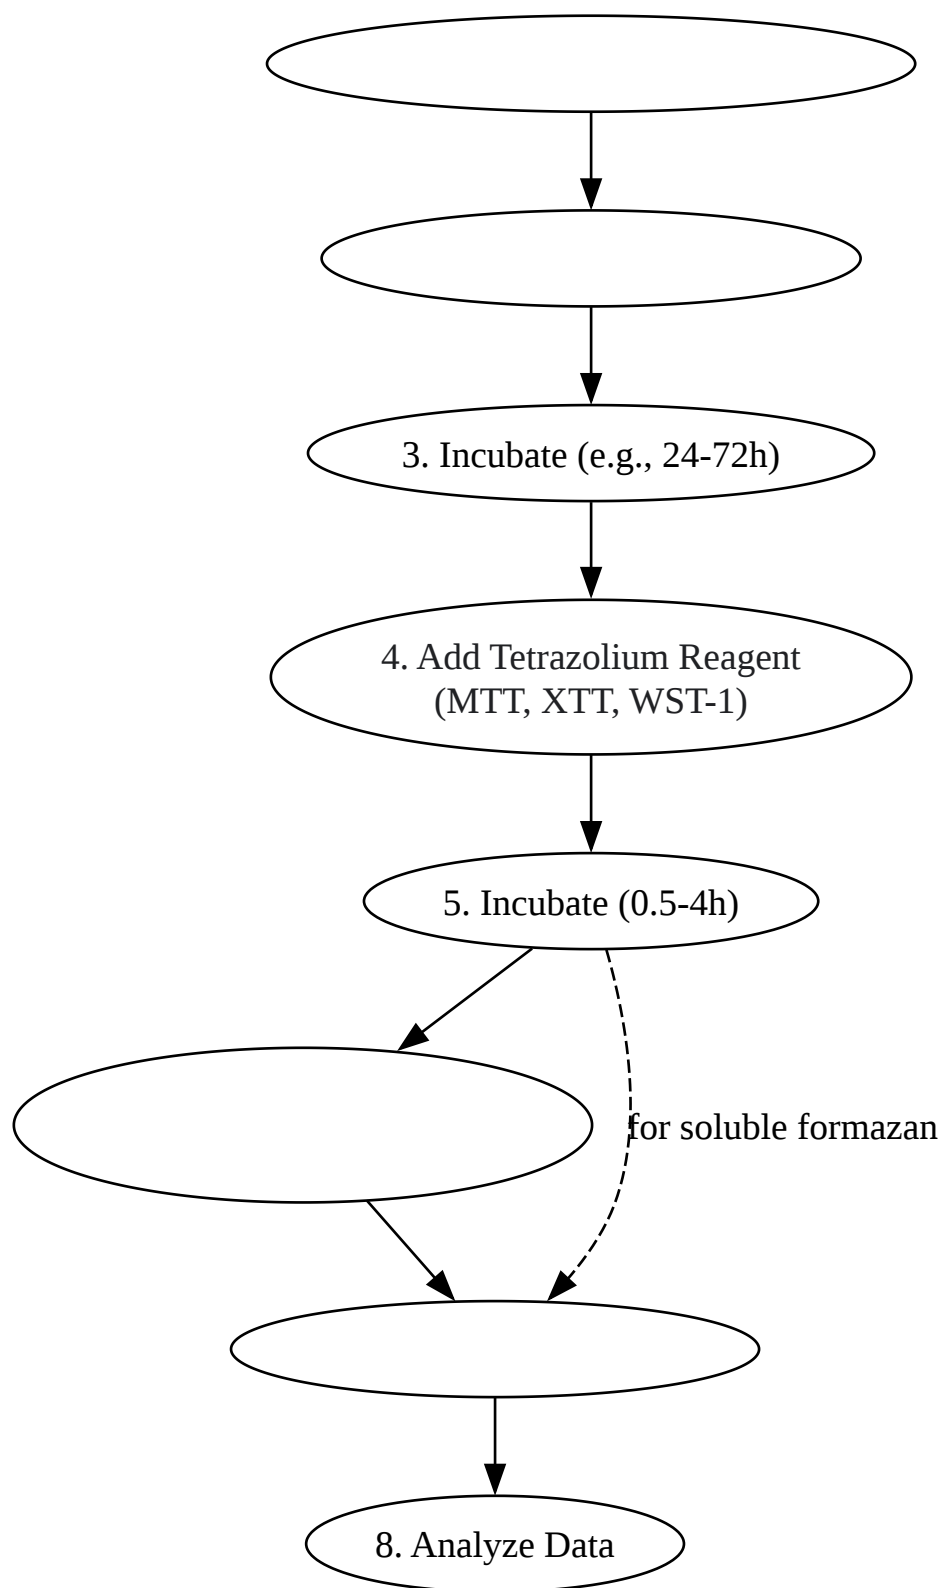 3. Incubate (e.g., 24-72h)
4. Add Tetrazolium Reagent
(MTT, XTT, WST-1)
5. Incubate (0.5-4h)
for soluble formazan
8. Analyze Data